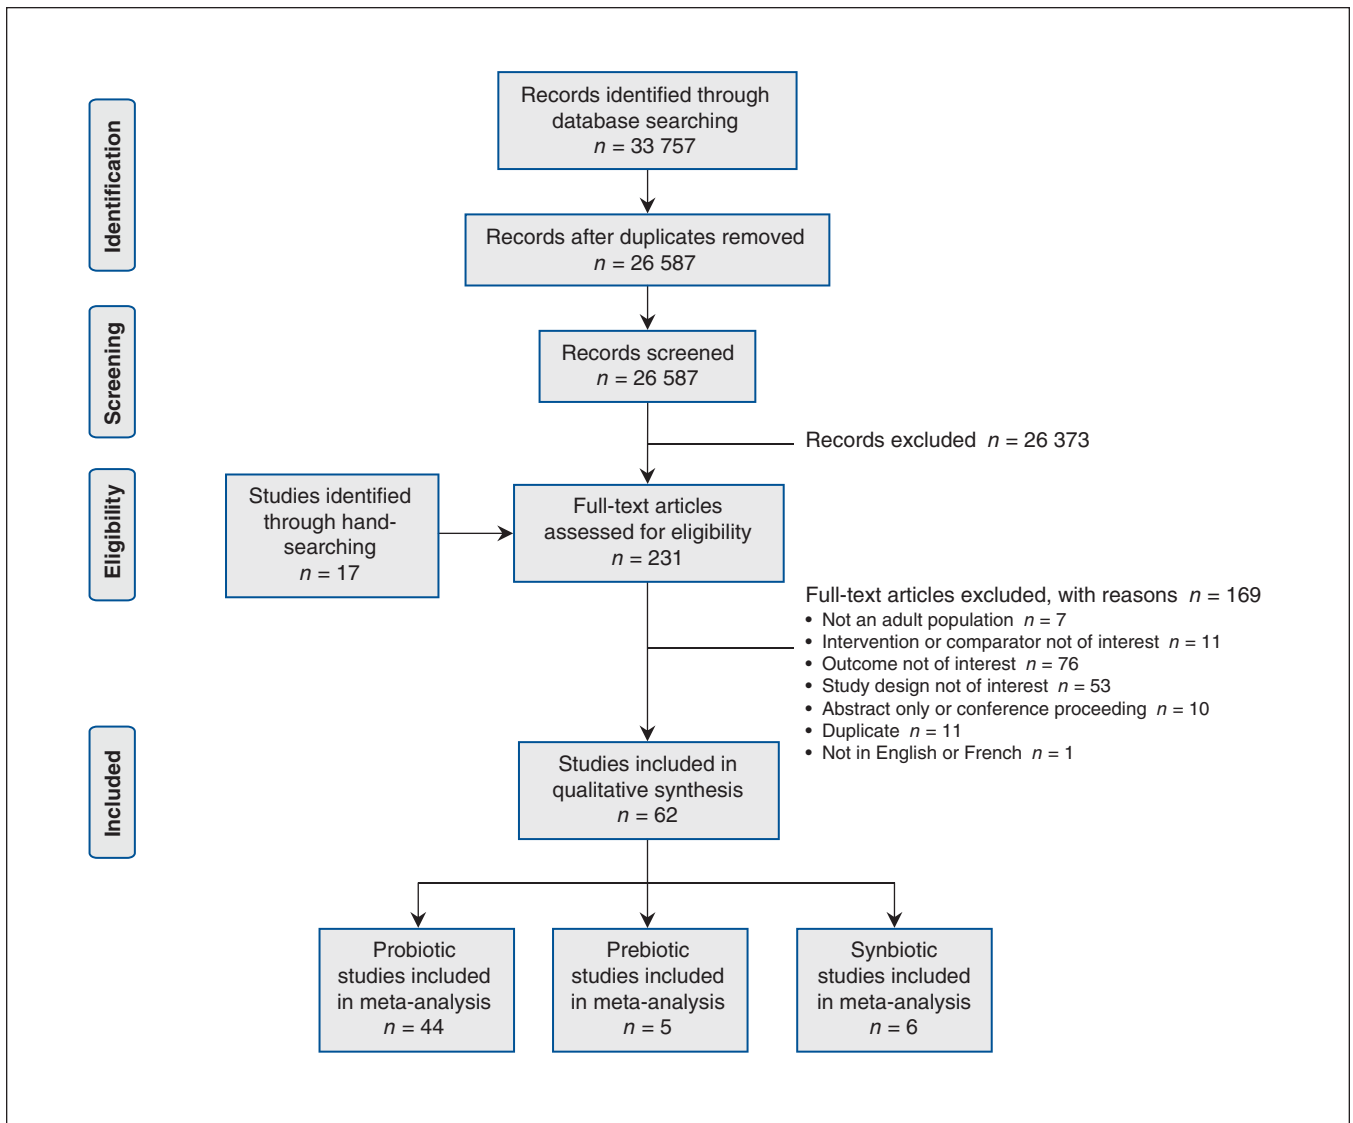 Identification
Records identified through
database searching
n = 33 757
Records after duplicates removed
n = 26 587
Screening
Records screened
n = 26 587
Records excluded n = 26 373
Eligibility
Studies identified
through hand-
searching
n = 17
Full-text articles
assessed for eligibility
n = 231
Full-text articles excluded, with reasons n = 169
• Not an adult population n = 7
• Intervention or comparator not of interest n = 11
• Outcome not of interest n = 76
• Study design not of interest n = 53
• Abstract only or conference proceeding n = 10
• Duplicate n = 11
• Not in English or French n = 1
Included
Studies included in
qualitative synthesis
n = 62
Probiotic
studies included
in meta-analysis
n = 44
Prebiotic
studies included
in meta-analysis
n = 5
Synbiotic
studies included
in meta-analysis
n = 6